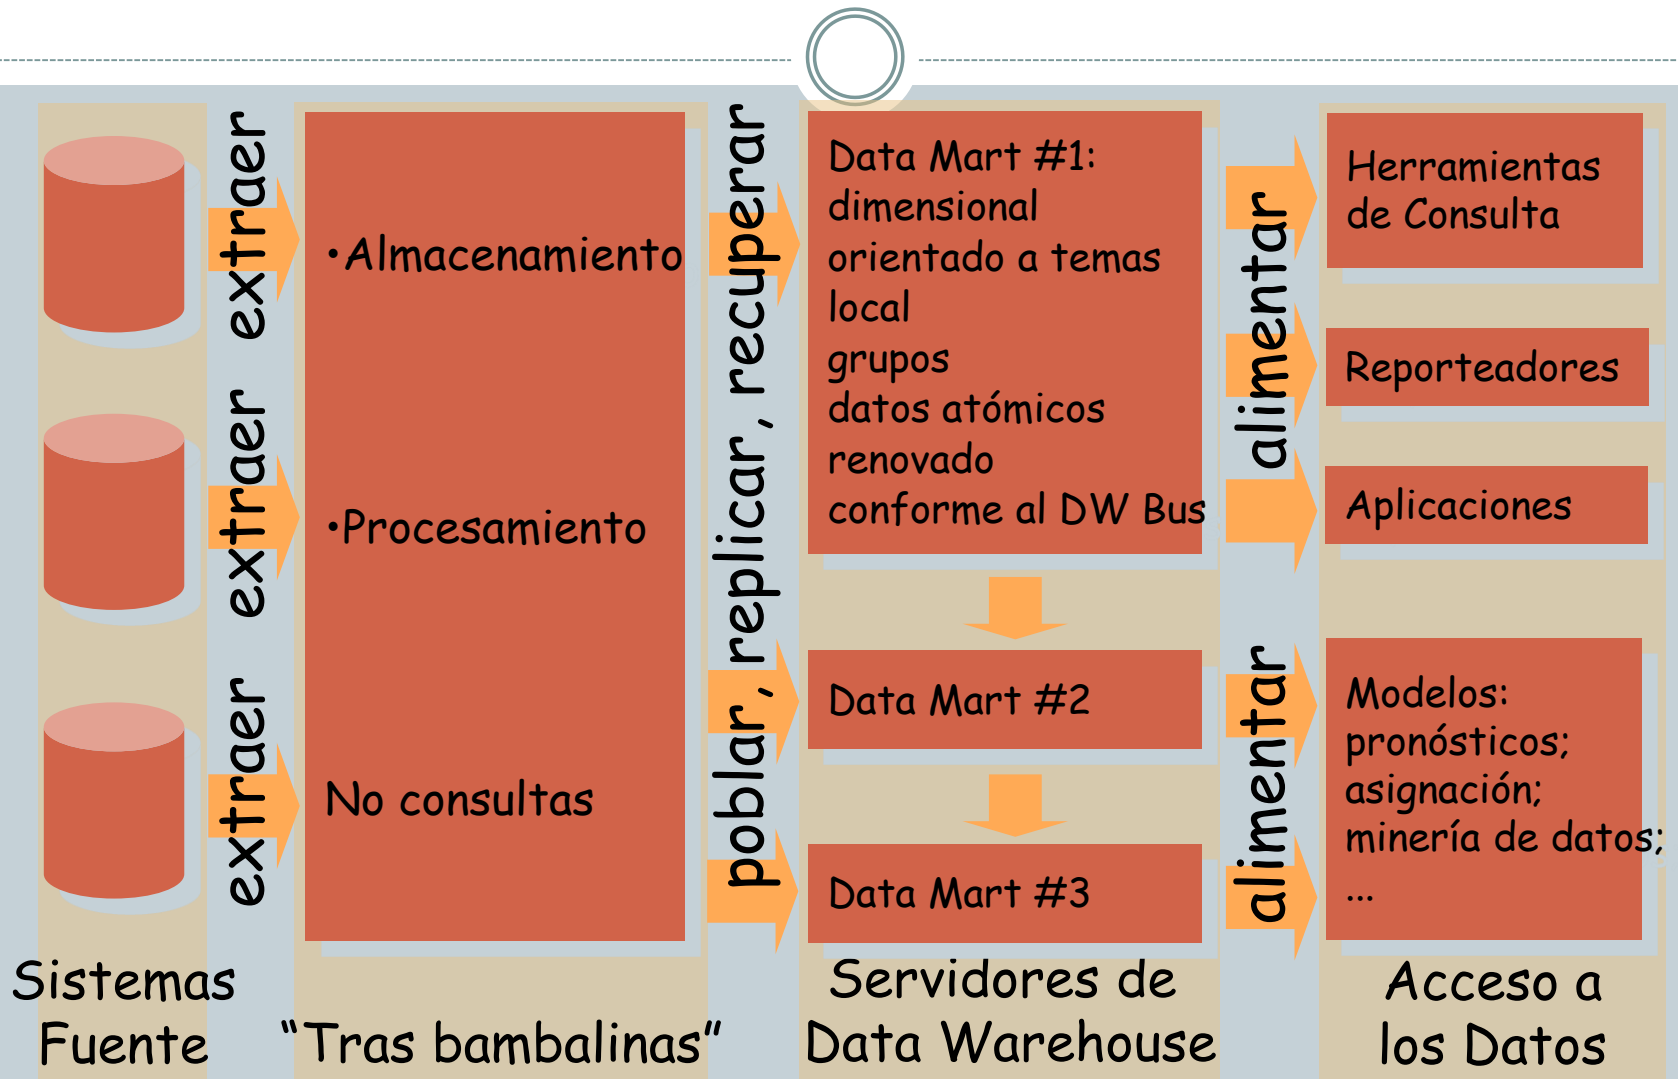 extraer
extraer
extraer
•Almacenamiento
•Procesamiento
No consultas
poblar, replicar, recuperar
Data Mart #1:
dimensional
orientado a temas
local
grupos
datos atómicos
renovado
conforme al DW Bus
Data Mart #2
Data Mart #3
alimentar
alimentar
Herramientas
de Consulta
Reporteadores
Aplicaciones
Modelos:
pronósticos;
asignación;
minería de datos;
...
Sistemas
Fuente
“Tras bambalinas”
Servidores de
Data Warehouse
Acceso a
los Datos